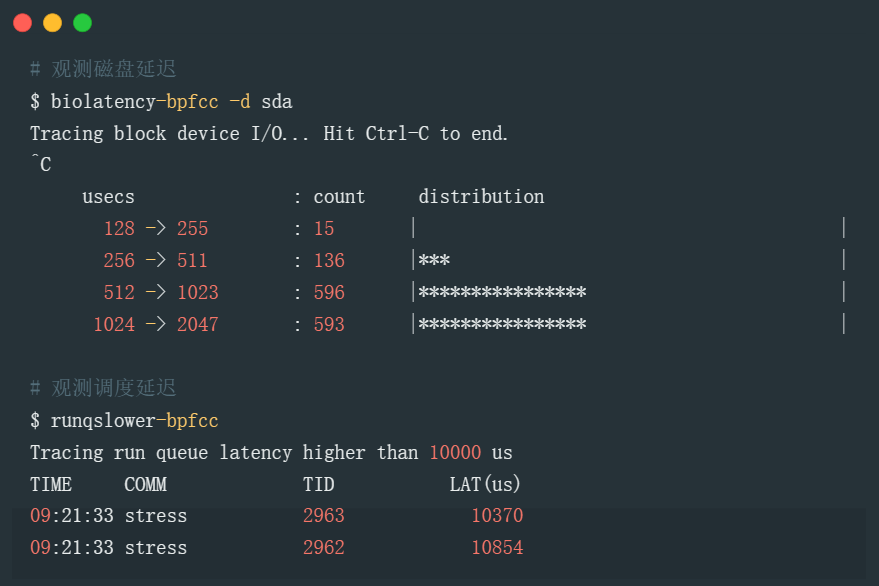 # 观测磁盘延迟
$ biolatency-bpfcc -d sda
Tracing block device I/O... Hit Ctrl-C to end.
^C
     usecs               : count     distribution
       128 -> 255        : 15       |                                        |
       256 -> 511        : 136      |***                                     |
       512 -> 1023       : 596      |****************                        |
      1024 -> 2047       : 593      |****************                        |
# 观测调度延迟
$ runqslower-bpfcc
Tracing run queue latency higher than 10000 us
TIME     COMM             TID           LAT(us)
09:21:33 stress           2963            10370
09:21:33 stress           2962            10854